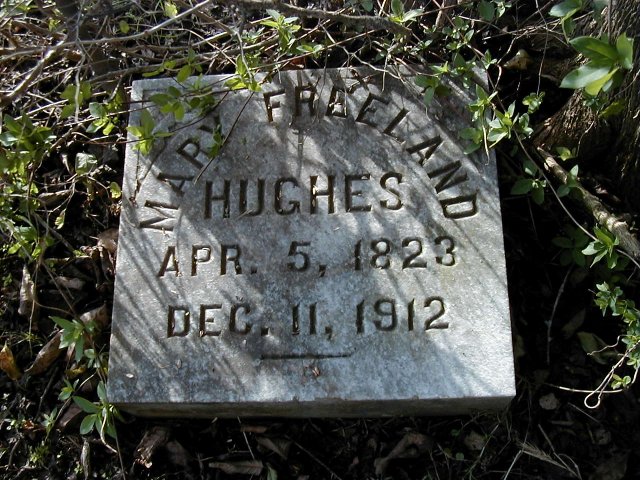 MARY FREELAND
HUGHES
APR. 5, 1823
DEC. 11, 1912